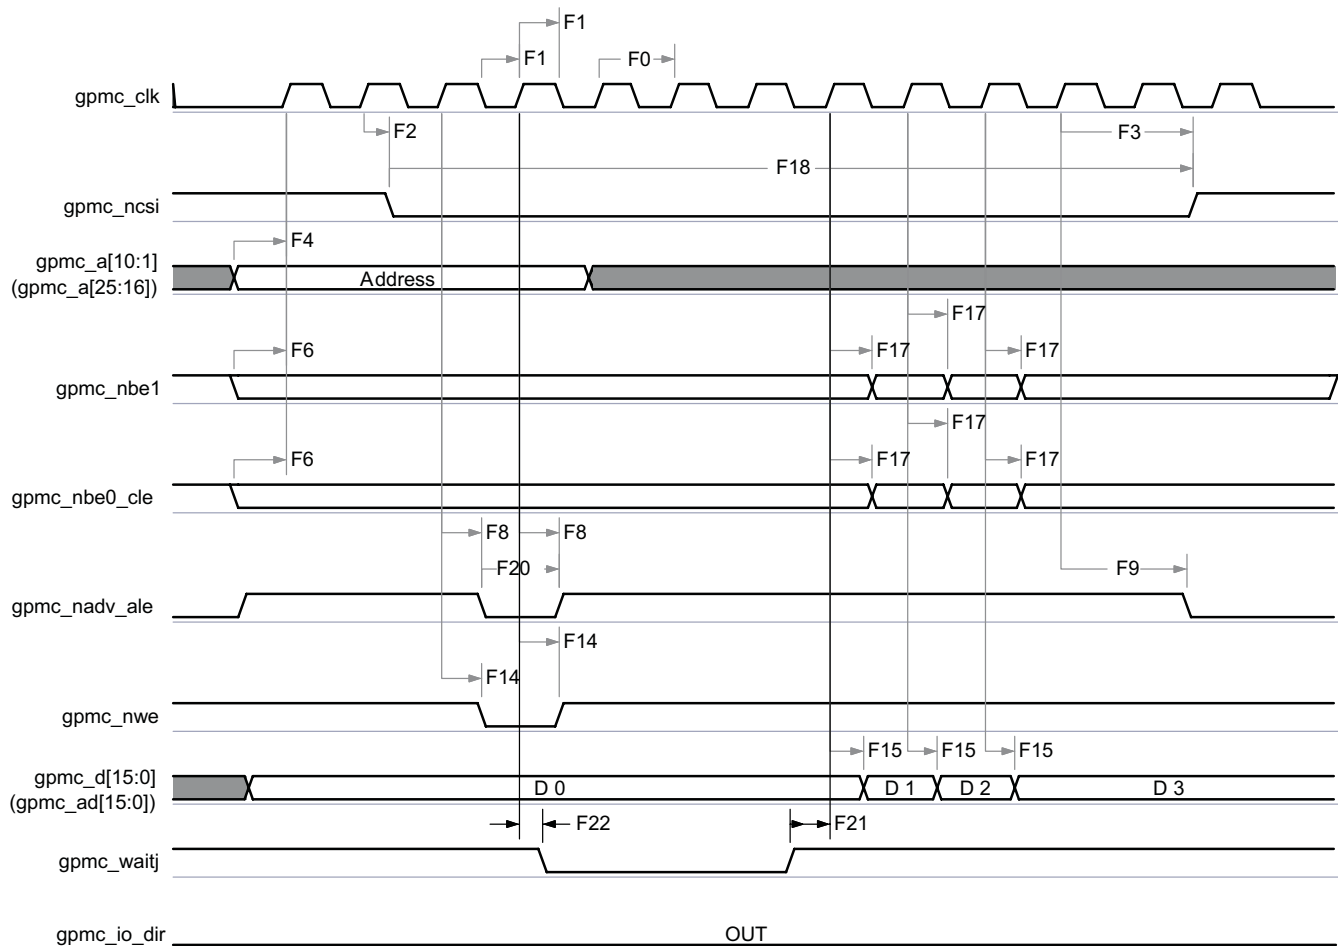 F1
F1
F0
gpmc_clk
F2
F3
F18
gpmc_ncsi
F4
gpmc_a[10:1]
(gpmc_a[25:16])
Address
F17
F6
F17
F17
gpmc_nbe1
F17
F6
F17
F17
gpmc_nbe0_cle
F8
F8
F20
F9
gpmc_nadv_ale
F14
F14
gpmc_nwe
F15
F15
F15
gpmc_d[15:0]
(gpmc_ad[15:0])
D 0
D 1
D 2
D 3
F22
F21
gpmc_waitj
gpmc_io_dir
OUT